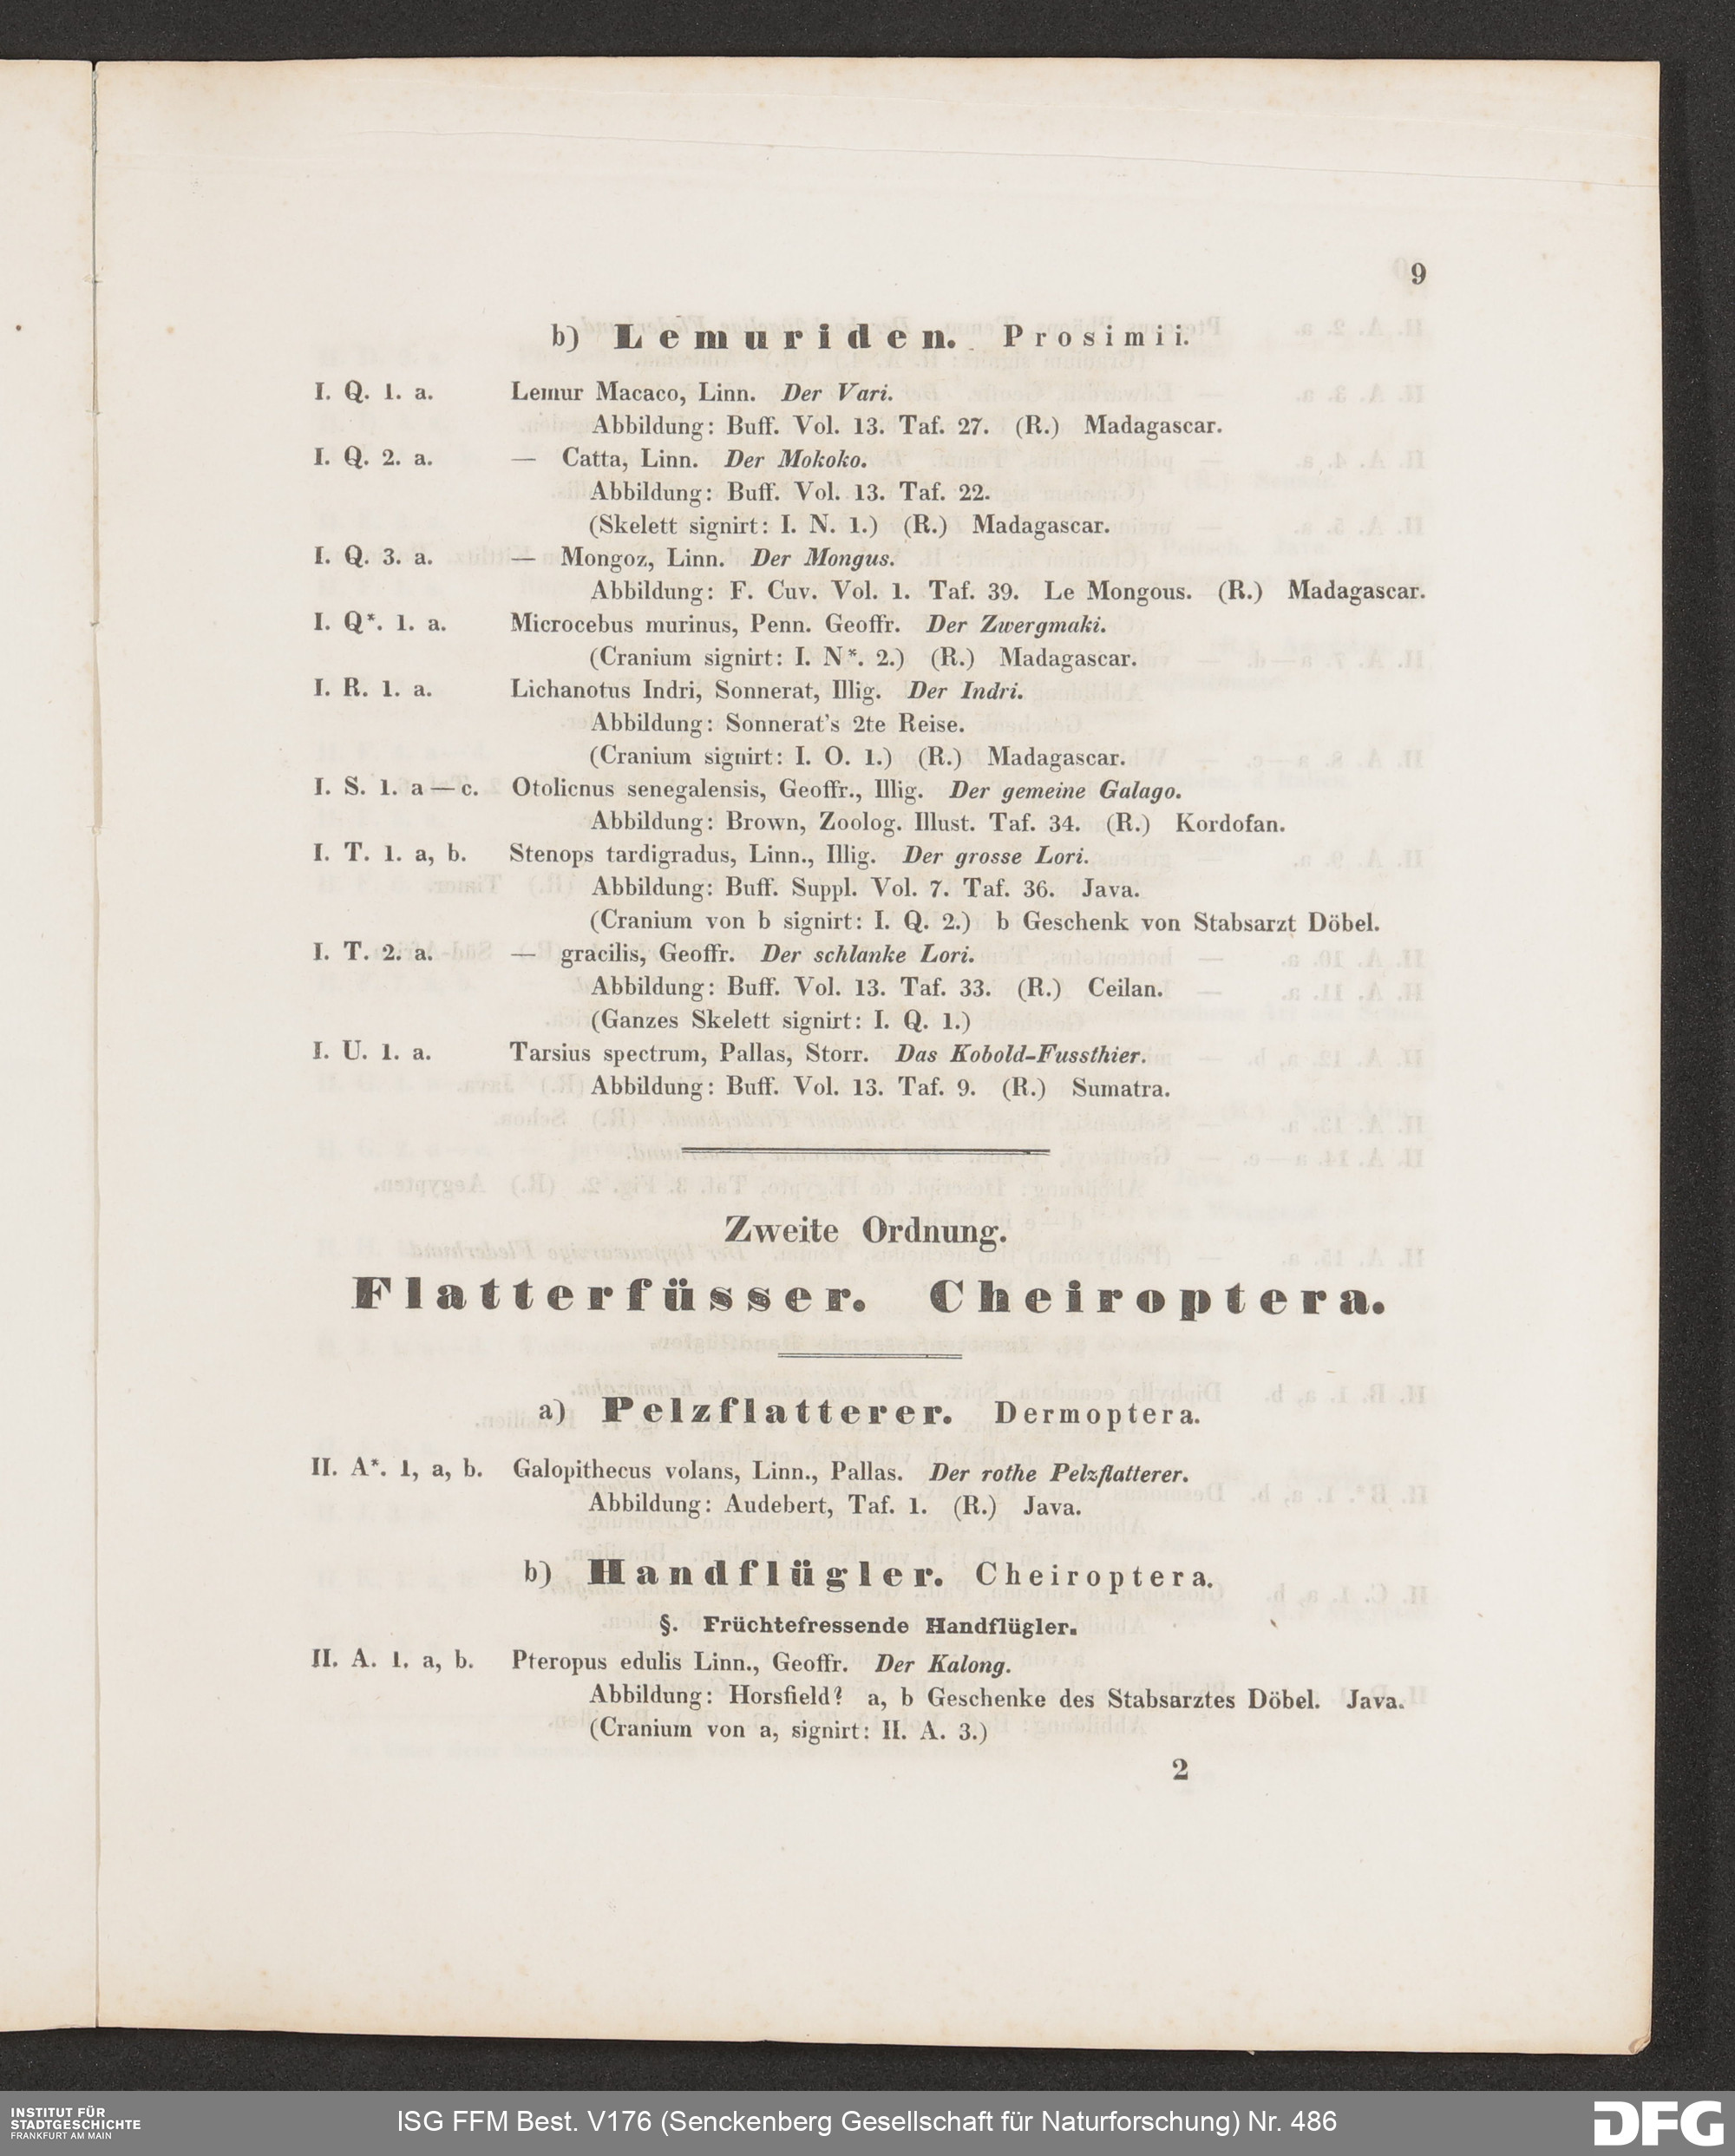 9
b) Lemuriden. Prosimii.
I. Q. 1. a. Lemur Macaco, Linn. Der Vari.
Abbildung: Buff. Vol. 13. Taf. 27. (R.) Madagascar.
I. Q. 2. a. — Catta, Linn. Der Mokoko.
Abbildung: Buff. Vol. 13. Taf. 22.
(Skelett signirt: I. N. 1.) (R.) Madagascar.
I. Q. 3. a. — Mongoz, Linn. Der Mongus.
Abbildung: F. Cuv. Vol. 1. Taf. 39. Le Mongous. (R.) Madagascar.
I. Q*. 1. a. Microcebus murinus, Penn. Geoffr. Der Zwergmaki.
(Cranium signirt: I. N*. 2.) (R.) Madagascar.
I. R. 1. a. Lichanotus Indri, Sonnerat, Illig. Der Indri.
Abbildung: Sonnerat's 2te Reise.
(Cranium signirt: I. O. 1.) (R.) Madagascar.
I. S. 1. a — c. Otolicnus senegalensis, Geoffr., Illig. Der gemeine Galago.
Abbildung: Brown, Zoolog. Illust. Taf. 34. (R.) Kordofan.
I. T. 1. a, b. Stenops tardigradus, Linn., Illig. Der grosse Lori.
Abbildung: Buff. Suppl. Vol. 7. Taf. 36. Java.
(Cranium von b signirt: I. Q. 2.) b Geschenk von Stabsarzt Döbel.
I. T. 2. a. — gracilis, Geoffr. Der schlanke Lori.
Abbildung: Buff. Vol. 13. Taf. 33. (R.) Ceilan.
(Ganzes Skelett signirt: I. Q. 1.)
I. U. 1. a. Tarsius spectrum, Pallas, Storr. Das Kobold-Fussthier.
Abbildung: Buff. Vol. 13. Taf. 9. (R.) Sumatra.
Zweite Ordnung.
Flatterfüsser. Cheiroptera.
a) Pelzflatterer. Dermoptera.
II. A*. 1, a, b. Galopithecus volans, Linn., Pallas. Der rothe Pelzflatterer.
Abbildung: Audebert, Taf. 1. (R.) Java.
b) Handflügler. Cheiroptera.
§. Früchtefressende Handflügler.
II. A. 1. a, b. Pteropus edulis Linn., Geoffr. Der Kalong.
Abbildung: Horsfield? a, b Geschenke des Stabsarztes Döbel. Java.
(Cranium von a, signirt: II. A. 3.)
2
INSTITUT FÜR
STADTGESCHICHTE
FRANKFURT AM MAIN
ISG FFM Best. V176 (Senckenberg Gesellschaft für Naturforschung) Nr. 486
DFG